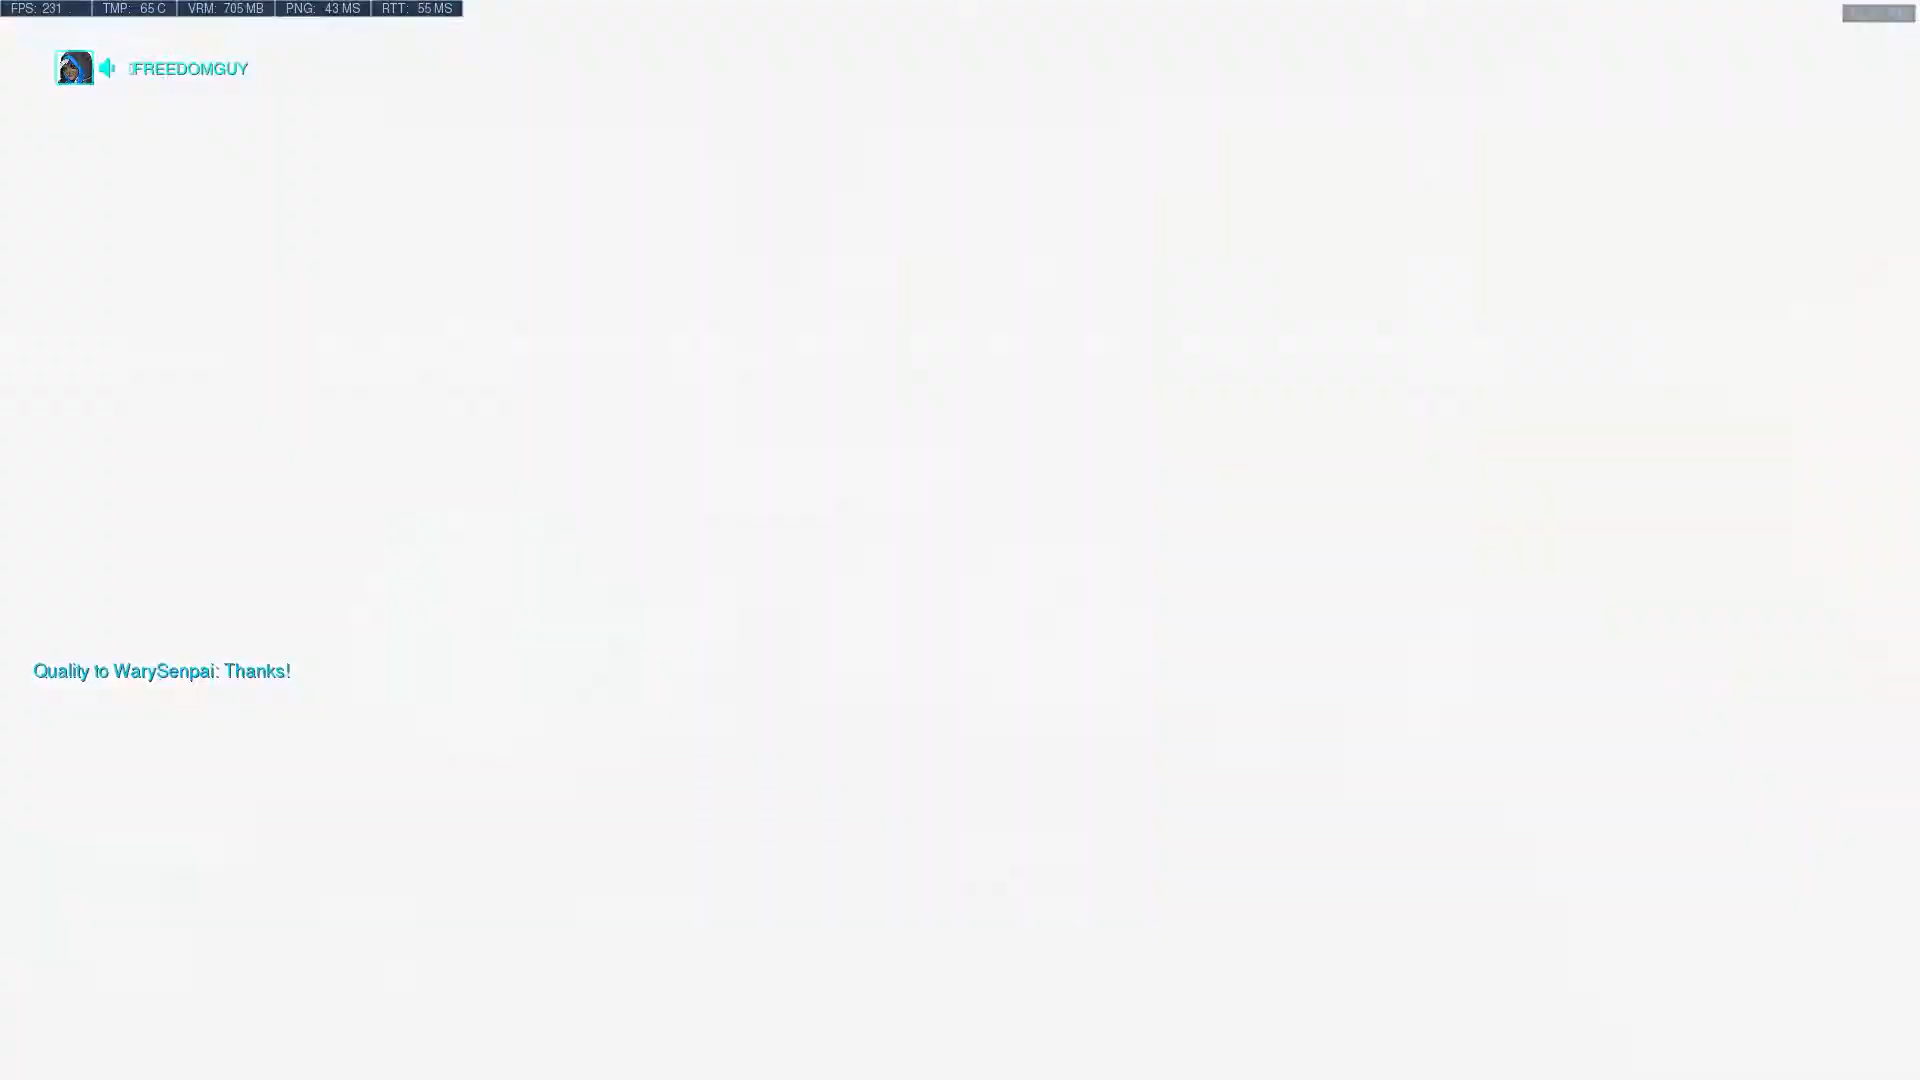 FPS: 231 TMP: 65 C VRM: 705 MB PNG: 43 MS RTT: 55 MS
FREEDOMGUY
Quality to WarySenpai: Thanks!